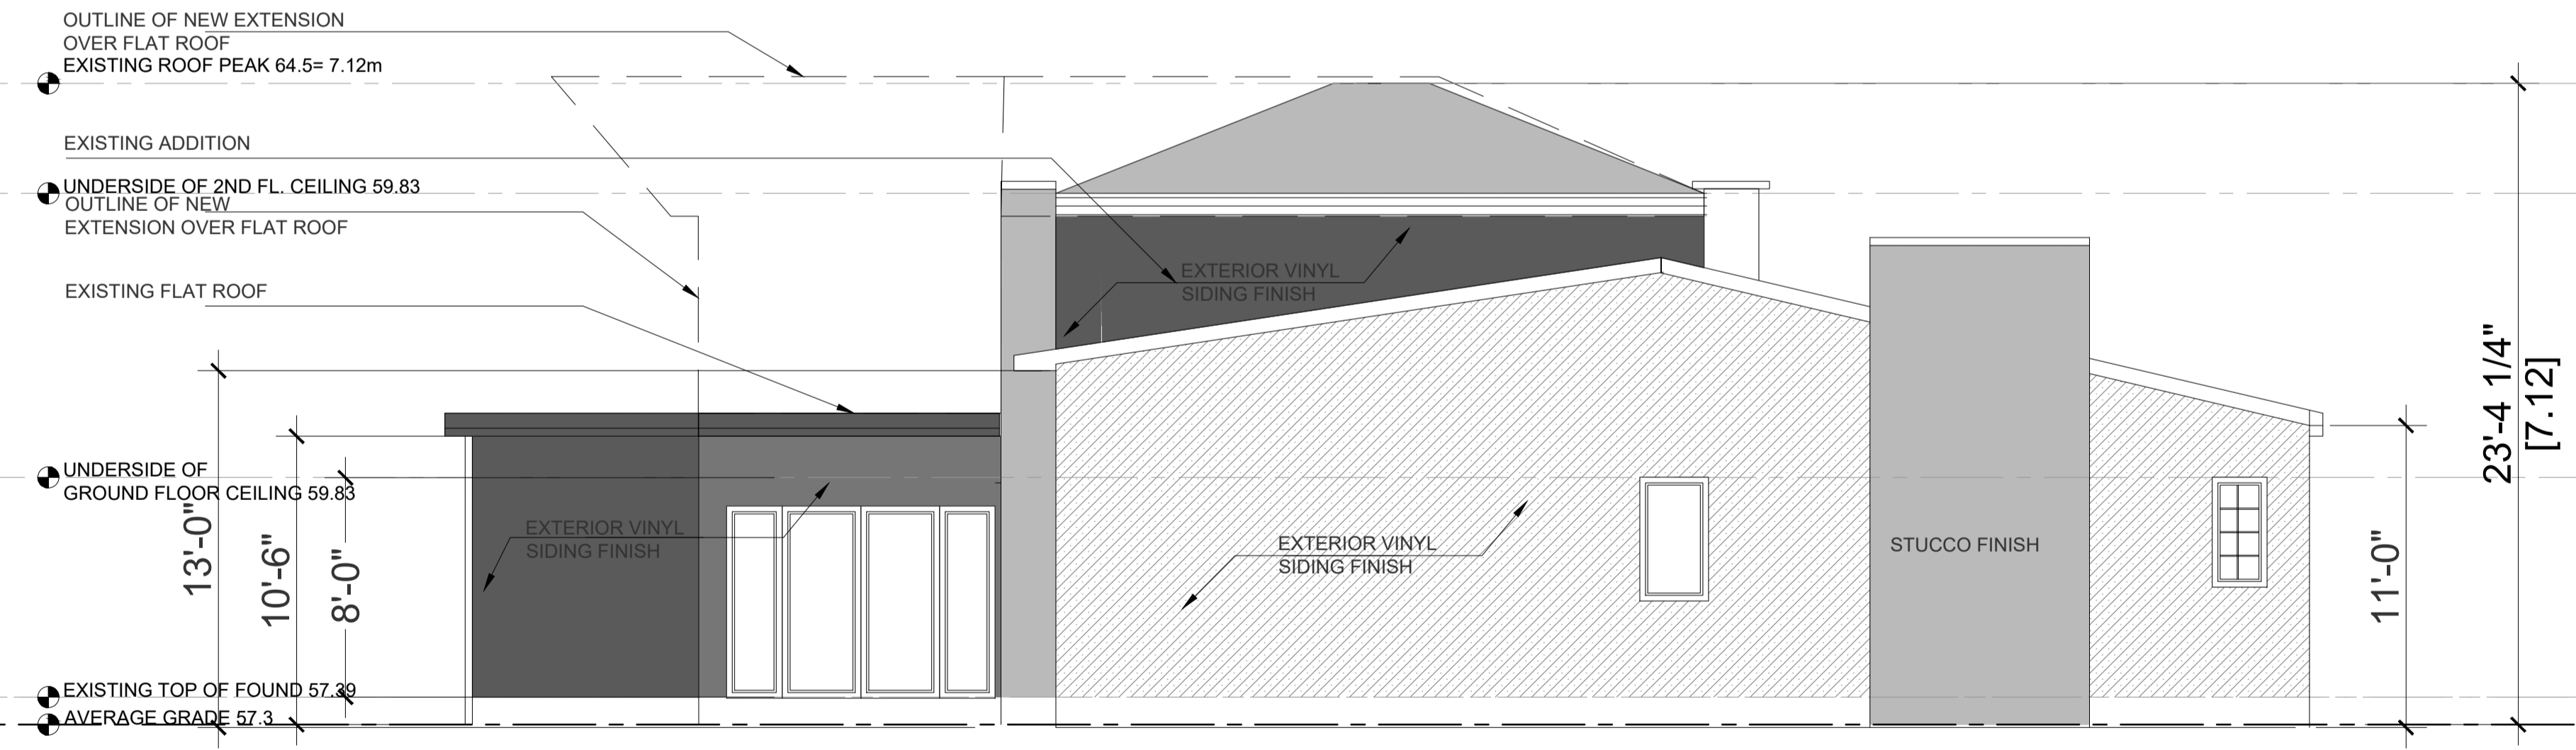 OUTLINE OF NEW EXTENSION
OVER FLAT ROOF
EXISTING ROOF PEAK 64.5= 7.12m
EXISTING ADDITION
UNDERSIDE OF 2ND FL. CEILING 59.83
OUTLINE OF NEW
EXTENSION OVER FLAT ROOF
EXISTING FLAT ROOF
UNDERSIDE OF
GROUND FLOOR CEILING 59.83
EXISTING TOP OF FOUND 57.39
AVERAGE GRADE 57.3
13'-0"
10'-6"
8'-0"
EXTERIOR VINYL
SIDING FINISH
EXTERIOR VINYL
SIDING FINISH
EXTERIOR VINYL
SIDING FINISH
STUCCO FINISH
11'-0"
23'-4 1/4"
[7.12]